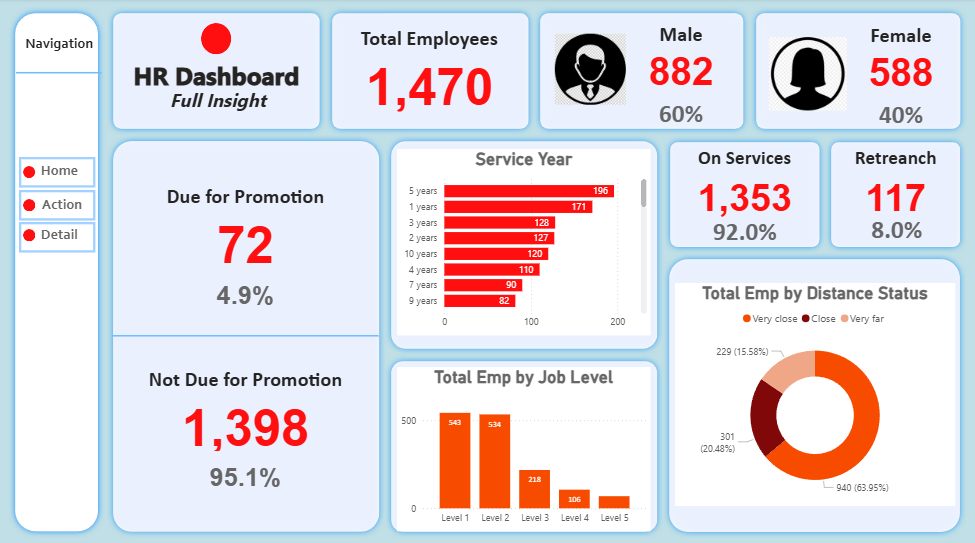 Navigation
Home
Action
Detail
HR Dashboard
Full Insight
Total Employees
1,470
Male
882
60%
Female
588
40%
Due for Promotion
72
4.9%
Not Due for Promotion
1,398
95.1%
Service Year
5 years 196
1 years 171
3 years 128
2 years 127
10 years 120
4 years 110
7 years 90
9 years 82
0 100 200
On Services
1,353
92.0%
Retreanch
117
8.0%
Total Emp by Job Level
500
0
543 534 218 106
Level 1 Level 2 Level 3 Level 4 Level 5
Total Emp by Distance Status
Very close Close Very far
229 (15.58%)
301
(20.48%)
940 (63.95%)